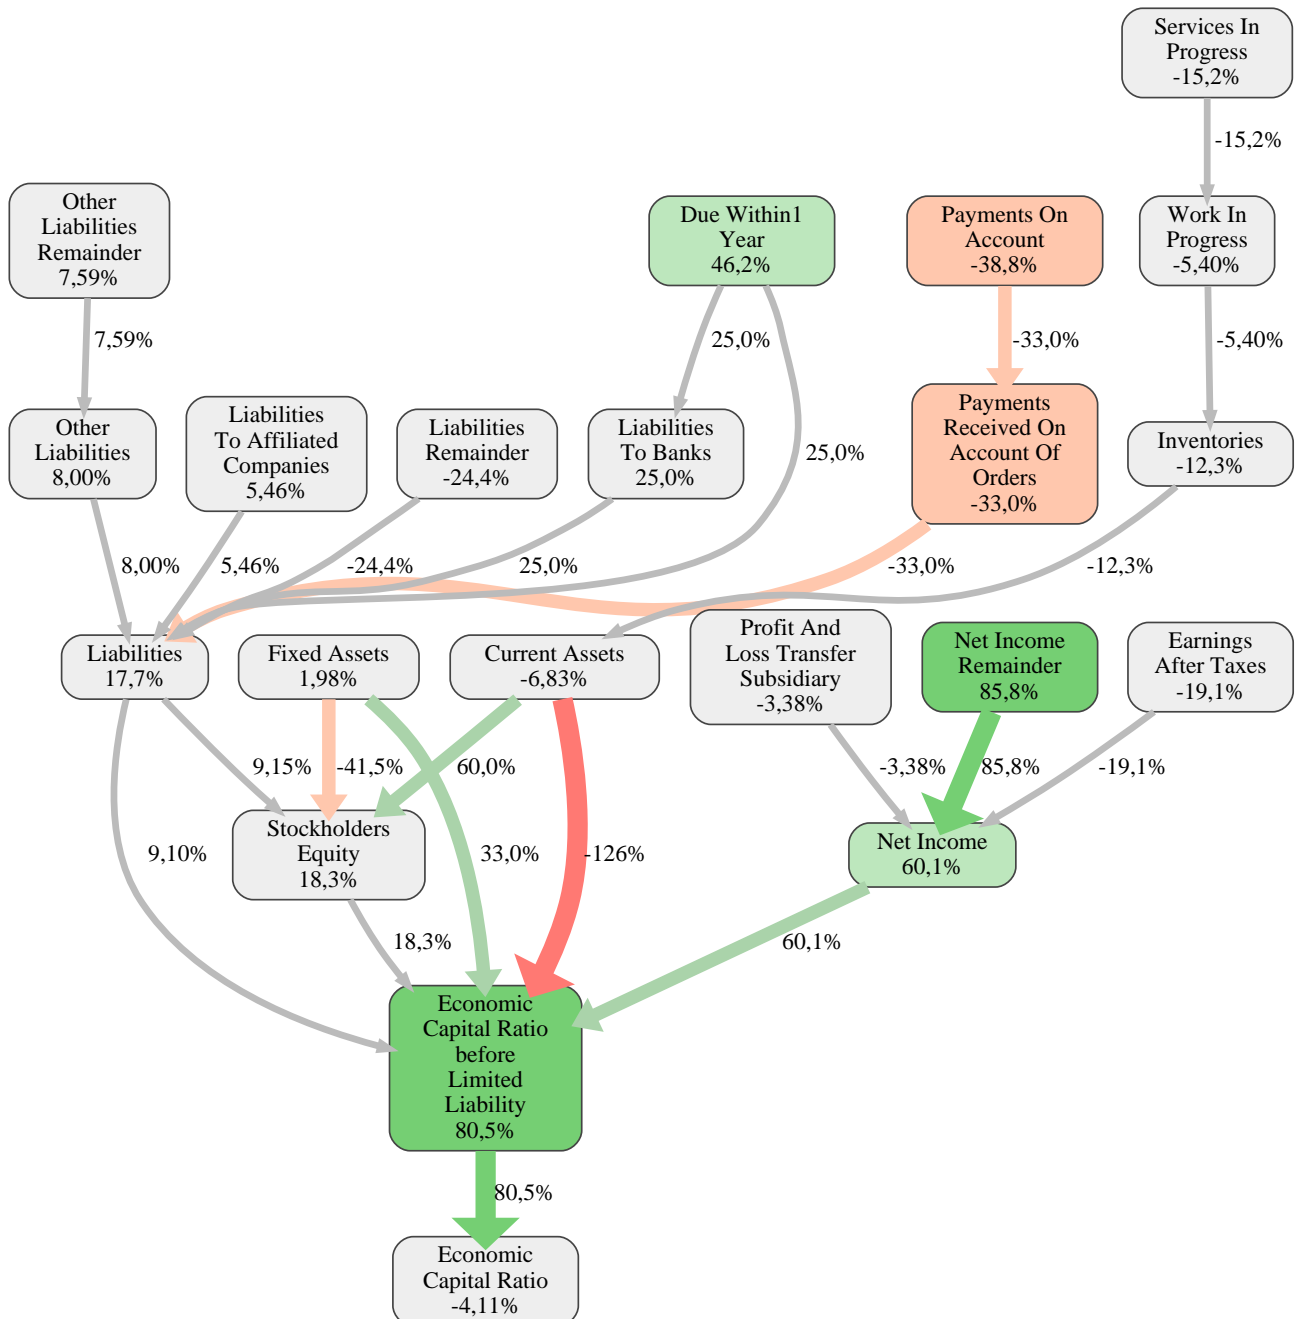 Services In
Progress
-15,2%
-15,2%
Other
Liabilities
Remainder
7,59%
Due Within1
Year
46,2%
Payments On
Account
-38,8%
Work In
Progress
-5,40%
7,59%
25,0%
-33,0%
-5,40%
Other
Liabilities
8,00%
Liabilities
To Affiliated
Companies
5,46%
Liabilities
Remainder
-24,4%
Liabilities
To Banks
25,0%
25,0%
Payments
Received On
Account Of
Orders
-33,0%
Inventories
-12,3%
8,00%
5,46%
-24,4%
25,0%
-33,0%
-12,3%
Liabilities
17,7%
Fixed Assets
1,98%
Current Assets
-6,83%
Profit And
Loss Transfer
Subsidiary
-3,38%
Net Income
Remainder
85,8%
Earnings
After Taxes
-19,1%
9,15%
-41,5%
60,0%
-3,38%
85,8%
-19,1%
9,10%
Stockholders
Equity
18,3%
33,0%
-126%
Net Income
60,1%
18,3%
60,1%
Economic
Capital Ratio
before
Limited
Liability
80,5%
80,5%
Economic
Capital Ratio
-4,11%